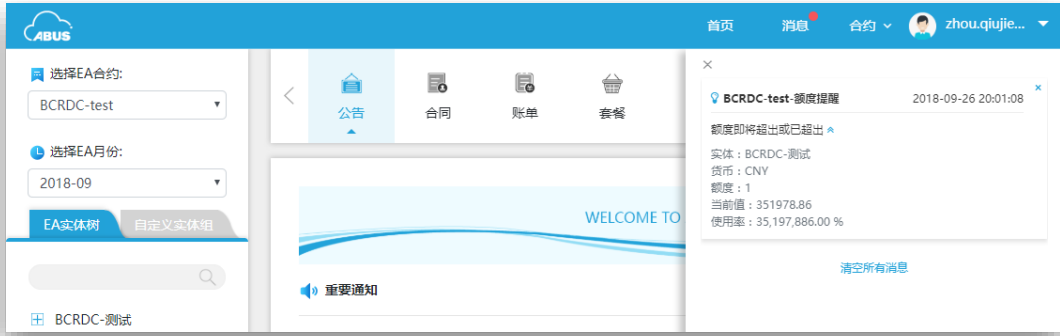 ABUS
首页
消息
合约
zhou.qiujie...
选择EA合约:
BCRDC-test
选择EA月份:
2018-09
EA实体树
自定义实体组
BCRDC-测试
公告
合同
账单
套餐
WELCOME TO
重要通知
×
BCRDC-test-额度提醒
2018-09-26 20:01:08
×
额度即将超出或已超出
实体：BCRDC-测试
货币：CNY
额度：1
当前值：351978.86
使用率：35,197,886.00 %
清空所有消息